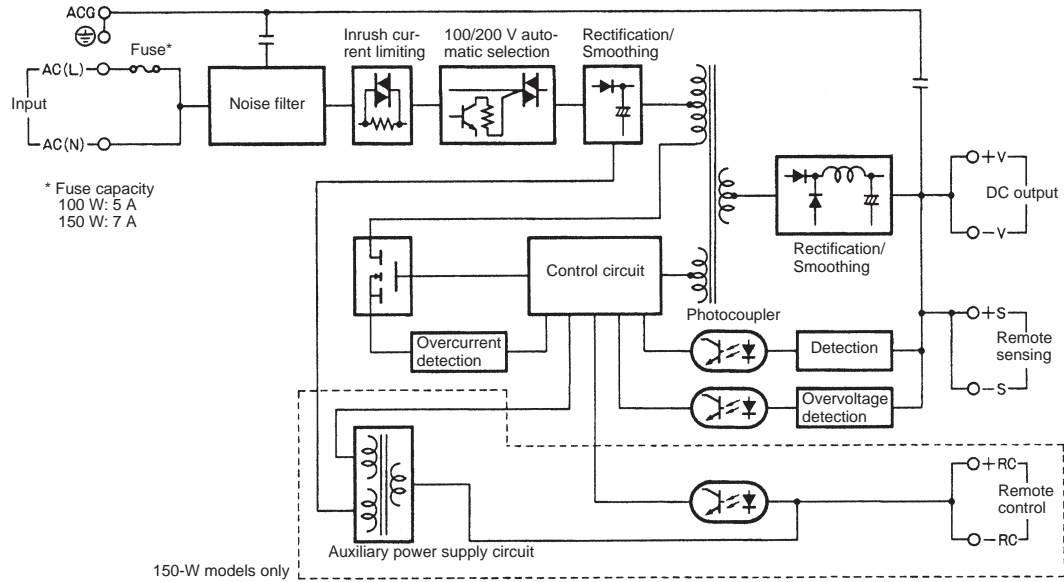 ACG
Fuse*
Inrush cur-
rent limiting
100/200 V auto-
matic selection
Rectification/
Smoothing
AC(L)
Input
Noise filter
AC(N)
* Fuse capacity
100 W: 5 A
150 W: 7 A
+V
DC output
-V
Rectification/
Smoothing
Control circuit
Photocoupler
Overcurrent
detection
Detection
+S
Remote
sensing
-S
Overvoltage
detection
+RC
Remote
control
-RC
Auxiliary power supply circuit
150-W models only